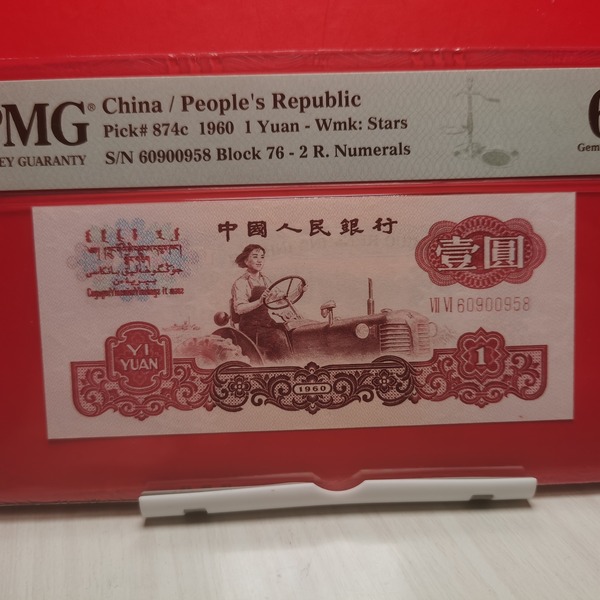 PMG®
EY GUARANTY
China / People's Republic
Pick# 874c 1960 1 Yuan - Wmk: Stars
S/N 60900958 Block 76 - 2 R. Numerals
6
Gem
中國人民銀行
壹圓
VII VI 60900958
YI
YUAN
1960
1